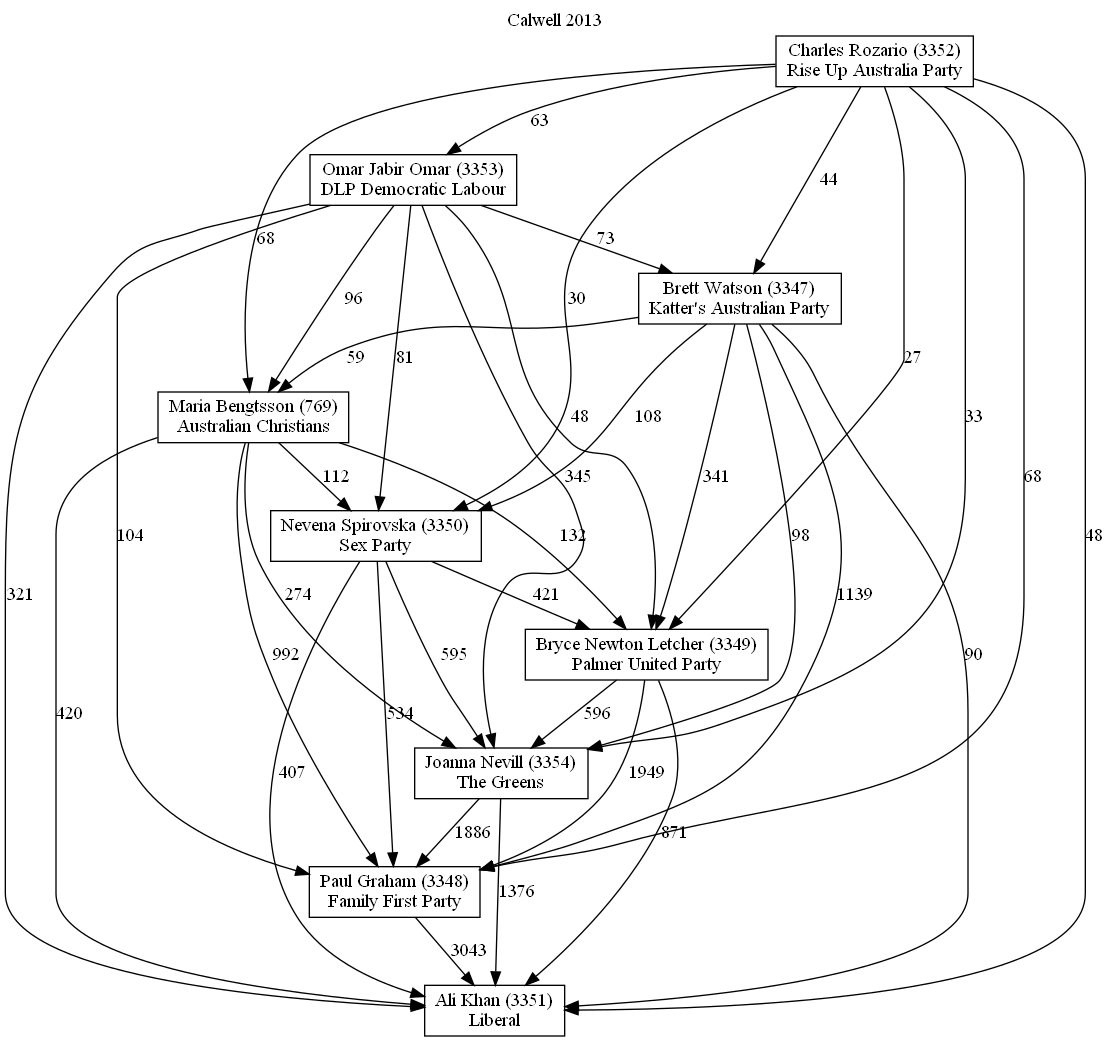 Calwell 2013
Charles Rozario (3352)
Rise Up Australia Party
63
Omar Jabir Omar (3353)
DLP Democratic Labour
44
68
73
Brett Watson (3347)
Katter's Australian Party
96
30
59
81
27
Maria Bengtsson (769)
Australian Christians
48
108
33
112
345
341
68
Nevena Spirovska (3350)
Sex Party
104
132
98
48
321
274
421
1139
Bryce Newton Letcher (3349)
Palmer United Party
992
595
90
420
534
596
Joanna Nevill (3354)
The Greens
407
1949
1886
871
Paul Graham (3348)
Family First Party
1376
3043
Ali Khan (3351)
Liberal